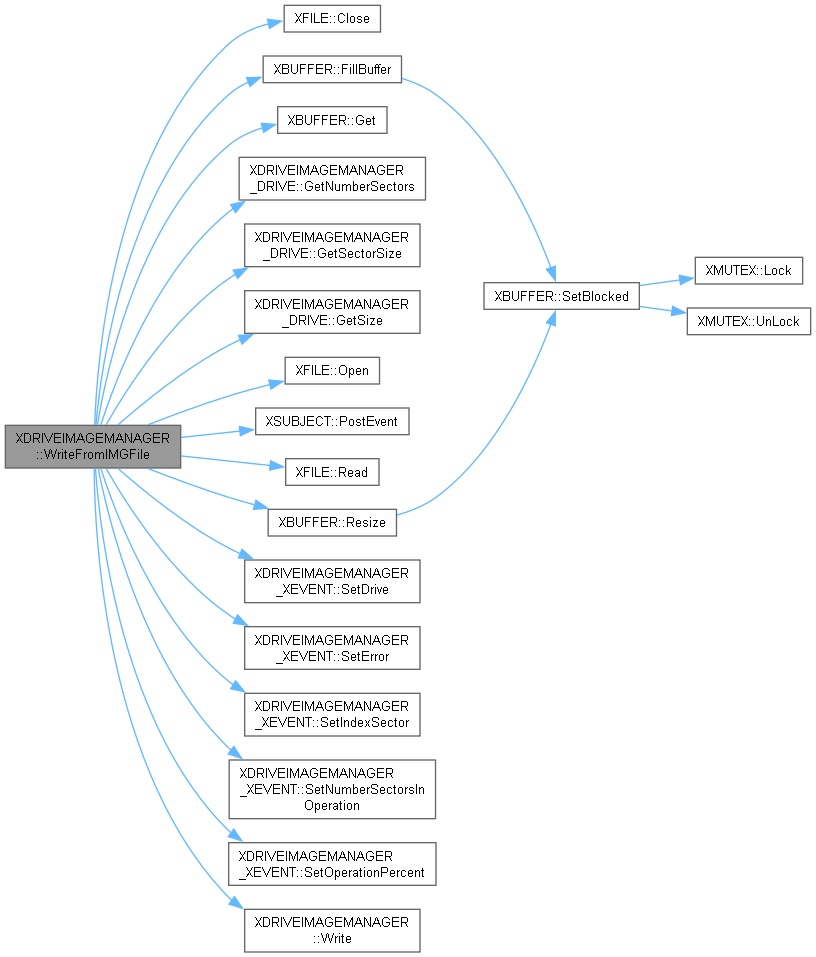 XFILE::Close
XBUFFER::FillBuffer
XBUFFER::Get
XDRIVEIMAGEMANAGER
_DRIVE::GetNumberSectors
XDRIVEIMAGEMANAGER
_DRIVE::GetSectorSize
XDRIVEIMAGEMANAGER
_DRIVE::GetSize
XFILE::Open
XSUBJECT::PostEvent
XDRIVEIMAGEMANAGER
::WriteFromIMGFile
XFILE::Read
XBUFFER::Resize
XDRIVEIMAGEMANAGER
_XEVENT::SetDrive
XDRIVEIMAGEMANAGER
_XEVENT::SetError
XDRIVEIMAGEMANAGER
_XEVENT::SetIndexSector
XDRIVEIMAGEMANAGER
_XEVENT::SetNumberSectorsIn
Operation
XDRIVEIMAGEMANAGER
_XEVENT::SetOperationPercent
XDRIVEIMAGEMANAGER
::Write
XBUFFER::SetBlocked
XMUTEX::Lock
XMUTEX::UnLock